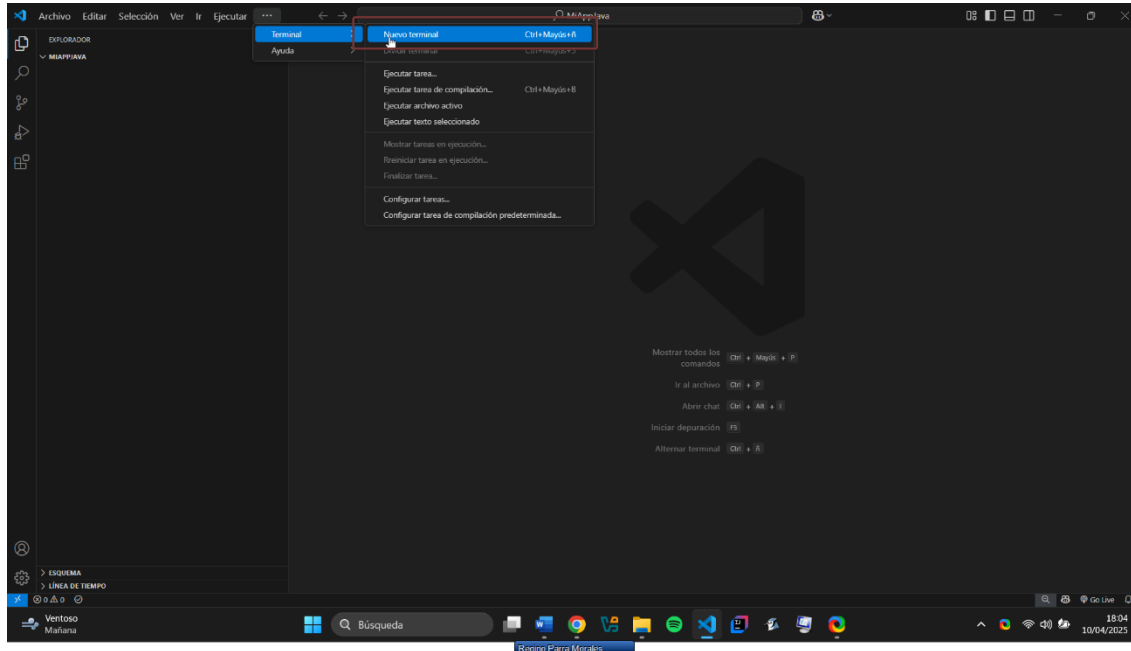 Archivo Editar Selección Ver Ir Ejecutar ··· ← → MiAppJava
EXPLORADOR
MIAPPJAVA
Terminal
Ayuda
Nuevo terminal Ctrl+Mayús+ñ
Dividir terminal Ctrl+Mayús+5
Ejecutar tarea...
Ejecutar tarea de compilación... Ctrl+Mayús+B
Ejecutar archivo activo
Ejecutar texto seleccionado
Mostrar tareas en ejecución...
Rreiniciar tarea en ejecución...
Finalizar tarea...
Configurar tareas...
Configurar tarea de compilación predeterminada...
Mostrar todos los
comandos Ctrl + Mayús + P
Ir al archivo Ctrl + P
Abrir chat Ctrl + Alt + I
Iniciar depuración F5
Alternar terminal Ctrl + ñ
ESQUEMA
LÍNEA DE TIEMPO
0 0 Go Live
Ventoso
Mañana
Búsqueda
18:04
10/04/2025
Regino Parra Morales